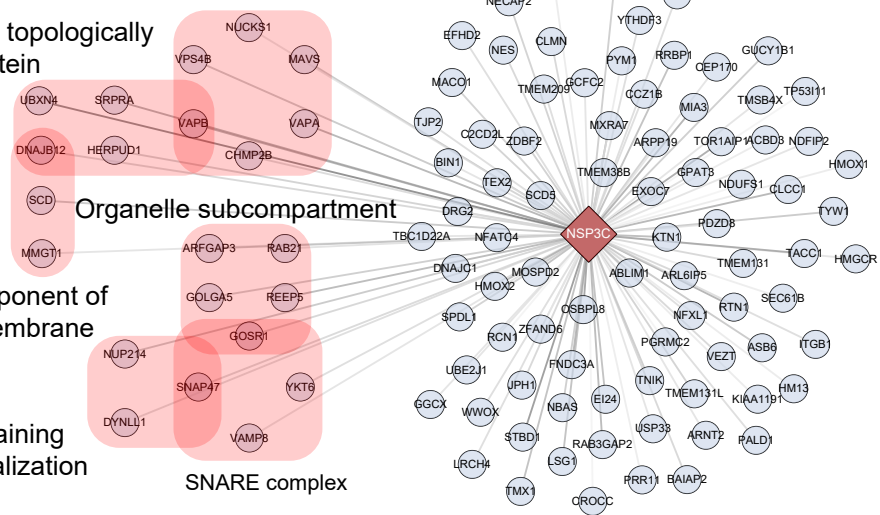 NECAP2
YTHDF3
NUCKS1
topologically
tein
EFHD2
NES
CLMN
PYM1
RRBP1
GUCY1B1
VPS4B
MAVS
CEP170
MACO1
TMEM209
GCFC2
CCZ1B
TP53I11
UBXN4
SRPRA
MIA3
TMSB4X
TJP2
VAPB
VAPA
MXRA7
C2CD2L
ZDBF2
ARPP19
TOR1AIP1
ACBD3
NDFIP2
DNAJB12
HERPUD1
CHMP2B
BIN1
TMEM38B
GPAT3
HMOX1
TEX2
SCD5
EXOC7
NDUFS1
CLCC1
SCD
Organelle subcompartment
DRG2
TYW1
PDZD8
NSP3C
TBC1D22A
NFATC4
KTN1
MMGT1
ARFGAP3
RAB21
TACC1
HMGCR
DNAJC1
MOSPD2
ABLIM1
ARL6IP5
TMEM131
HMOX2
ponent of
GOLGA5
REEP5
SEC61B
OSBPL8
RTN1
embrane
SPDL1
NFXL1
ZFAND6
RCN1
GOSR1
PGRMC2
ASB6
ITGB1
NUP214
VEZT
FNDC3A
UBE2J1
SNAP47
YKT6
JPH1
TNIK
TMEM131L
HM13
KIAA1191
GGCX
WWOX
NBAS
EI24
DYNLL1
USP33
aining
VAMP8
STBD1
RAB3GAP2
ARNT2
PALD1
alization
LRCH4
LSG1
SNARE complex
PRR11
BAIAP2
TMX1
CROCC